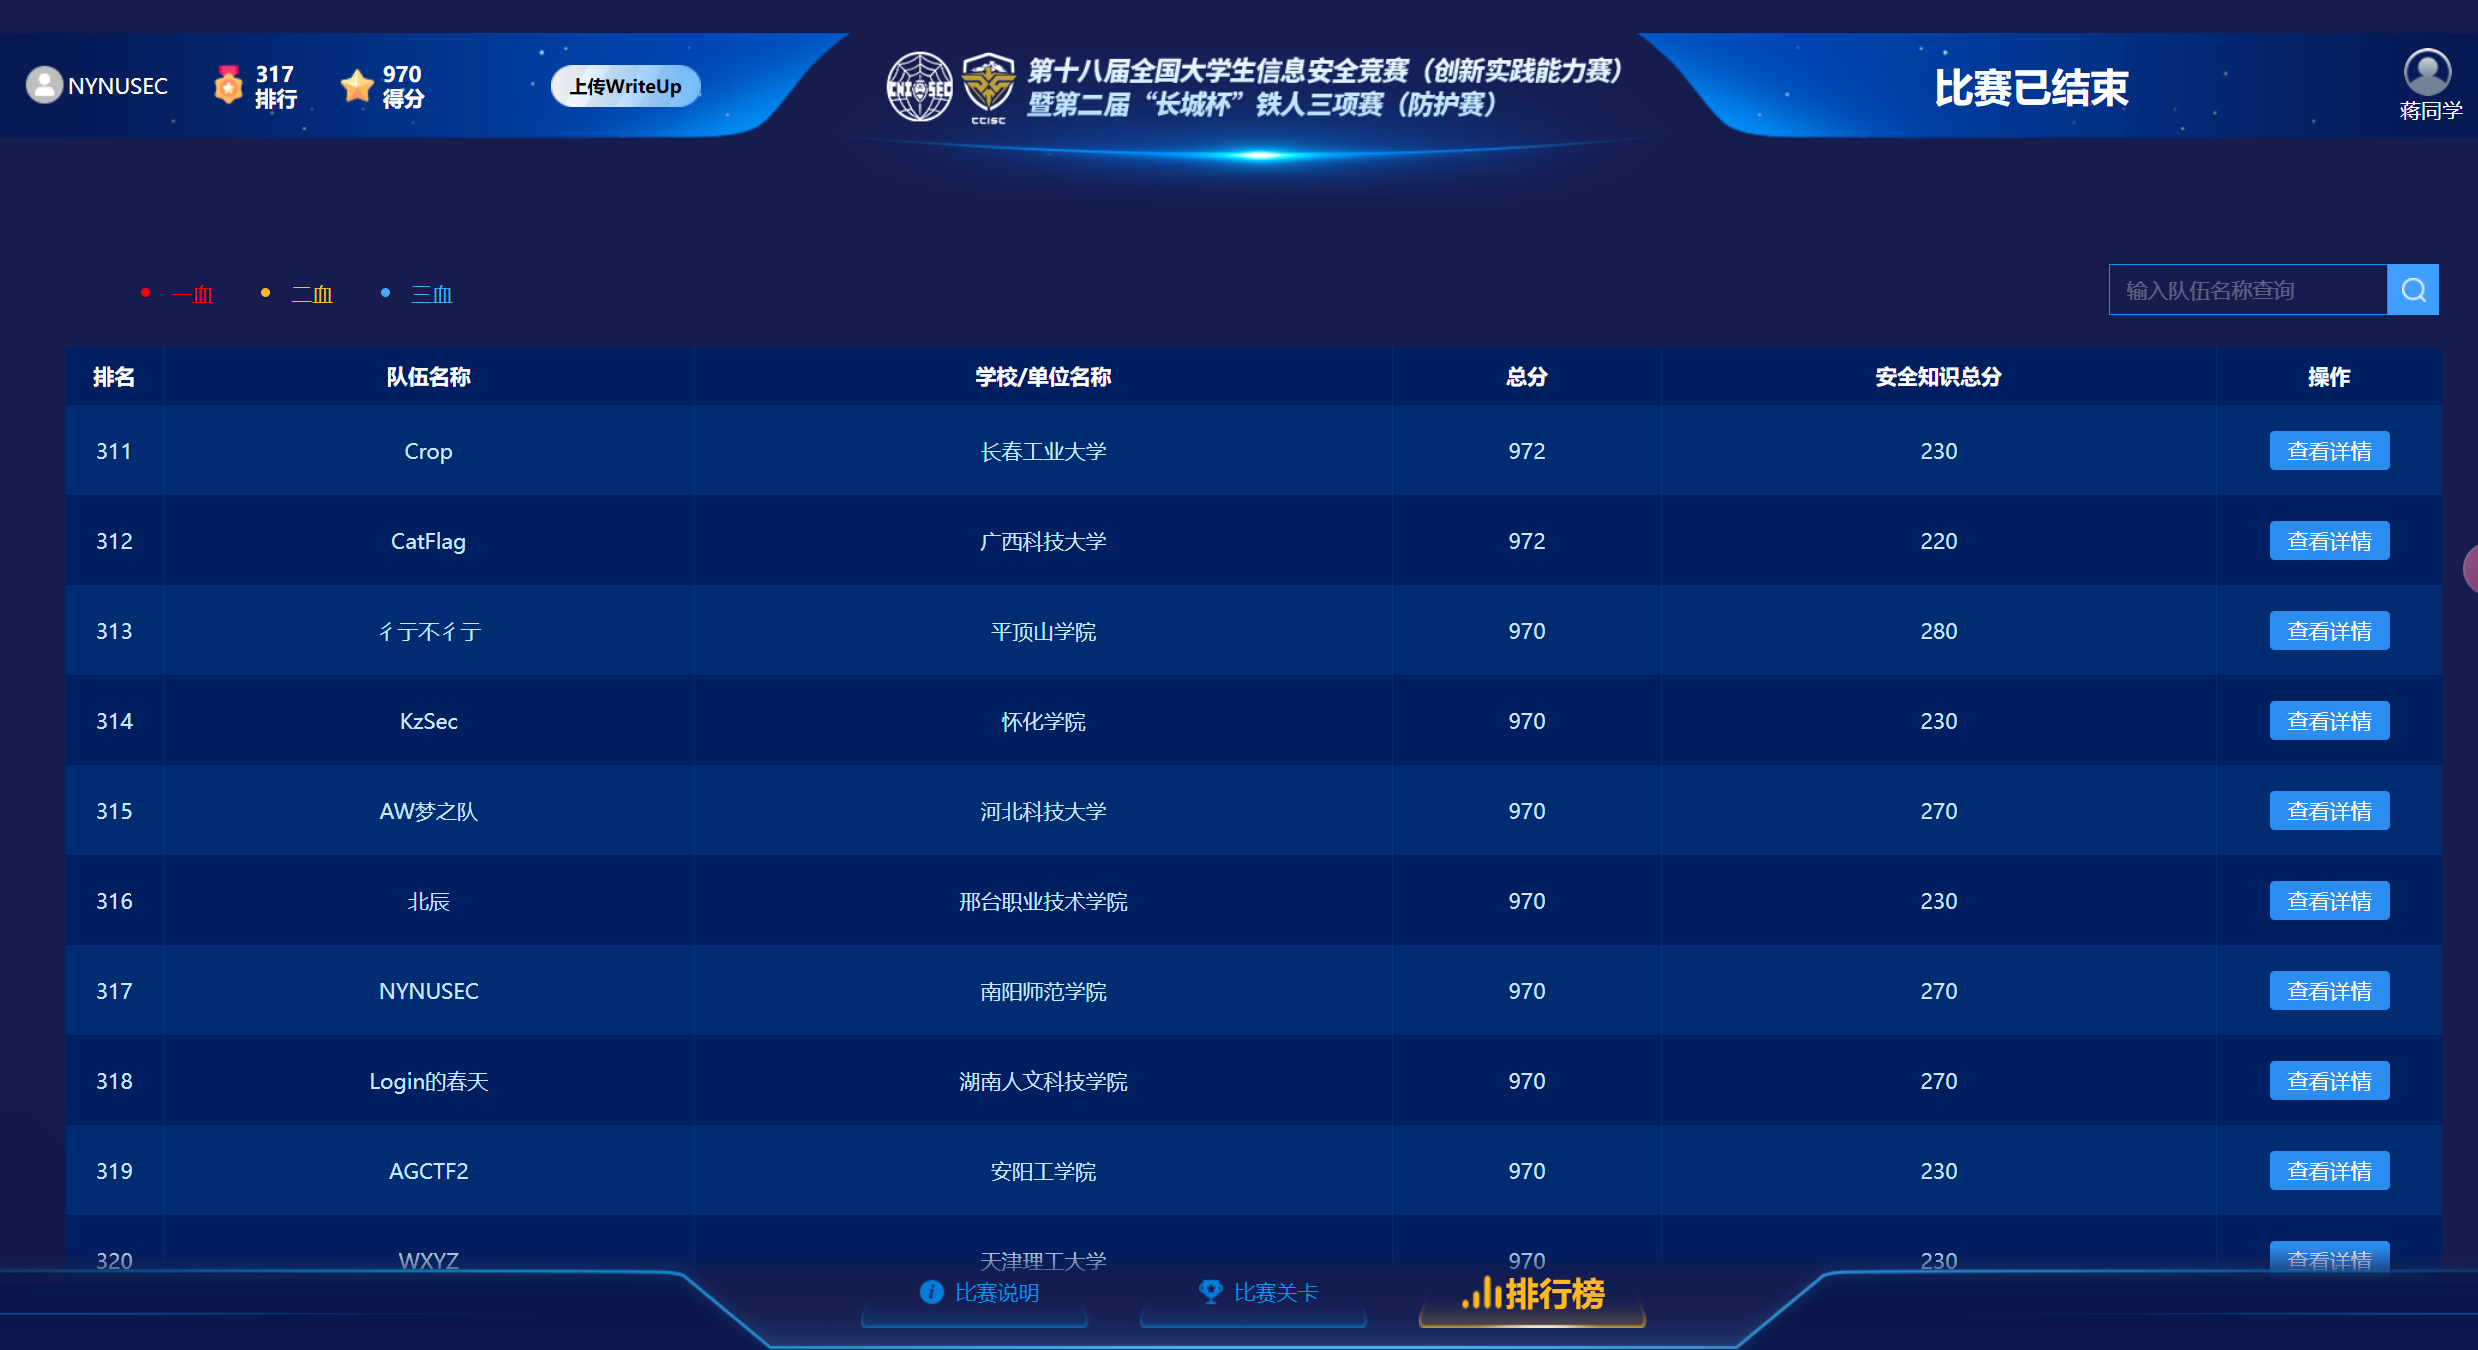 NYNUSEC
317
排行
970
得分
上传WriteUp
CNISEC
CCISC
第十八届全国大学生信息安全竞赛（创新实践能力赛）
暨第二届“长城杯”铁人三项赛（防护赛）
比赛已结束
蒋同学
一血 二血 三血
输入队伍名称查询
排名 队伍名称 学校/单位名称 总分 安全知识总分 操作
311 Crop 长春工业大学 972 230 查看详情
312 CatFlag 广西科技大学 972 220 查看详情
313 彳亍不彳亍 平顶山学院 970 280 查看详情
314 KzSec 怀化学院 970 230 查看详情
315 AW梦之队 河北科技大学 970 270 查看详情
316 北辰 邢台职业技术学院 970 230 查看详情
317 NYNUSEC 南阳师范学院 970 270 查看详情
318 Login的春天 湖南人文科技学院 970 270 查看详情
319 AGCTF2 安阳工学院 970 230 查看详情
320 WXYZ 天津理工大学 970 230 查看详情
比赛说明 比赛关卡 排行榜